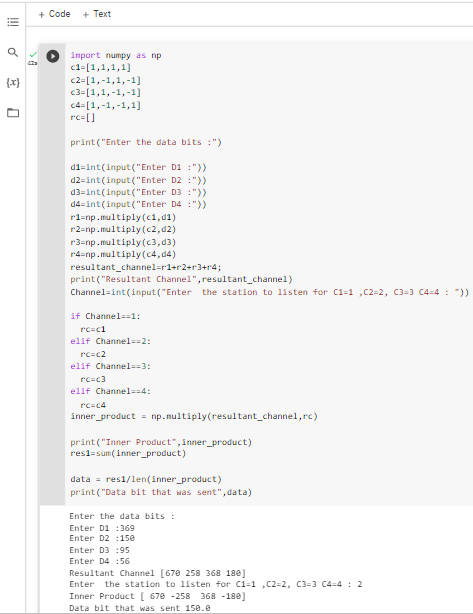 + Code + Text
42s
import numpy as np
c1=[1,1,1,1]
c2=[1,-1,1,-1]
c3=[1,1,-1,-1]
c4=[1,-1,-1,1]
rc=[]
print("Enter the data bits :")
d1=int(input("Enter D1 :"))
d2=int(input("Enter D2 :"))
d3=int(input("Enter D3 :"))
d4=int(input("Enter D4 :"))
r1=np.multiply(c1,d1)
r2=np.multiply(c2,d2)
r3=np.multiply(c3,d3)
r4=np.multiply(c4,d4)
resultant_channel=r1+r2+r3+r4;
print("Resultant Channel",resultant_channel)
Channel=int(input("Enter  the station to listen for C1=1 ,C2=2, C3=3 C4=4 : "))
if Channel==1:
  rc=c1
elif Channel==2:
  rc=c2
elif Channel==3:
  rc=c3
elif Channel==4:
  rc=c4
inner_product = np.multiply(resultant_channel,rc)
print("Inner Product",inner_product)
res1=sum(inner_product)
data = res1/len(inner_product)
print("Data bit that was sent",data)
Enter the data bits :
Enter D1 :369
Enter D2 :150
Enter D3 :95
Enter D4 :56
Resultant Channel [670 258 368 180]
Enter  the station to listen for C1=1 ,C2=2, C3=3 C4=4 : 2
Inner Product [ 670 -258  368 -180]
Data bit that was sent 150.0
{x}